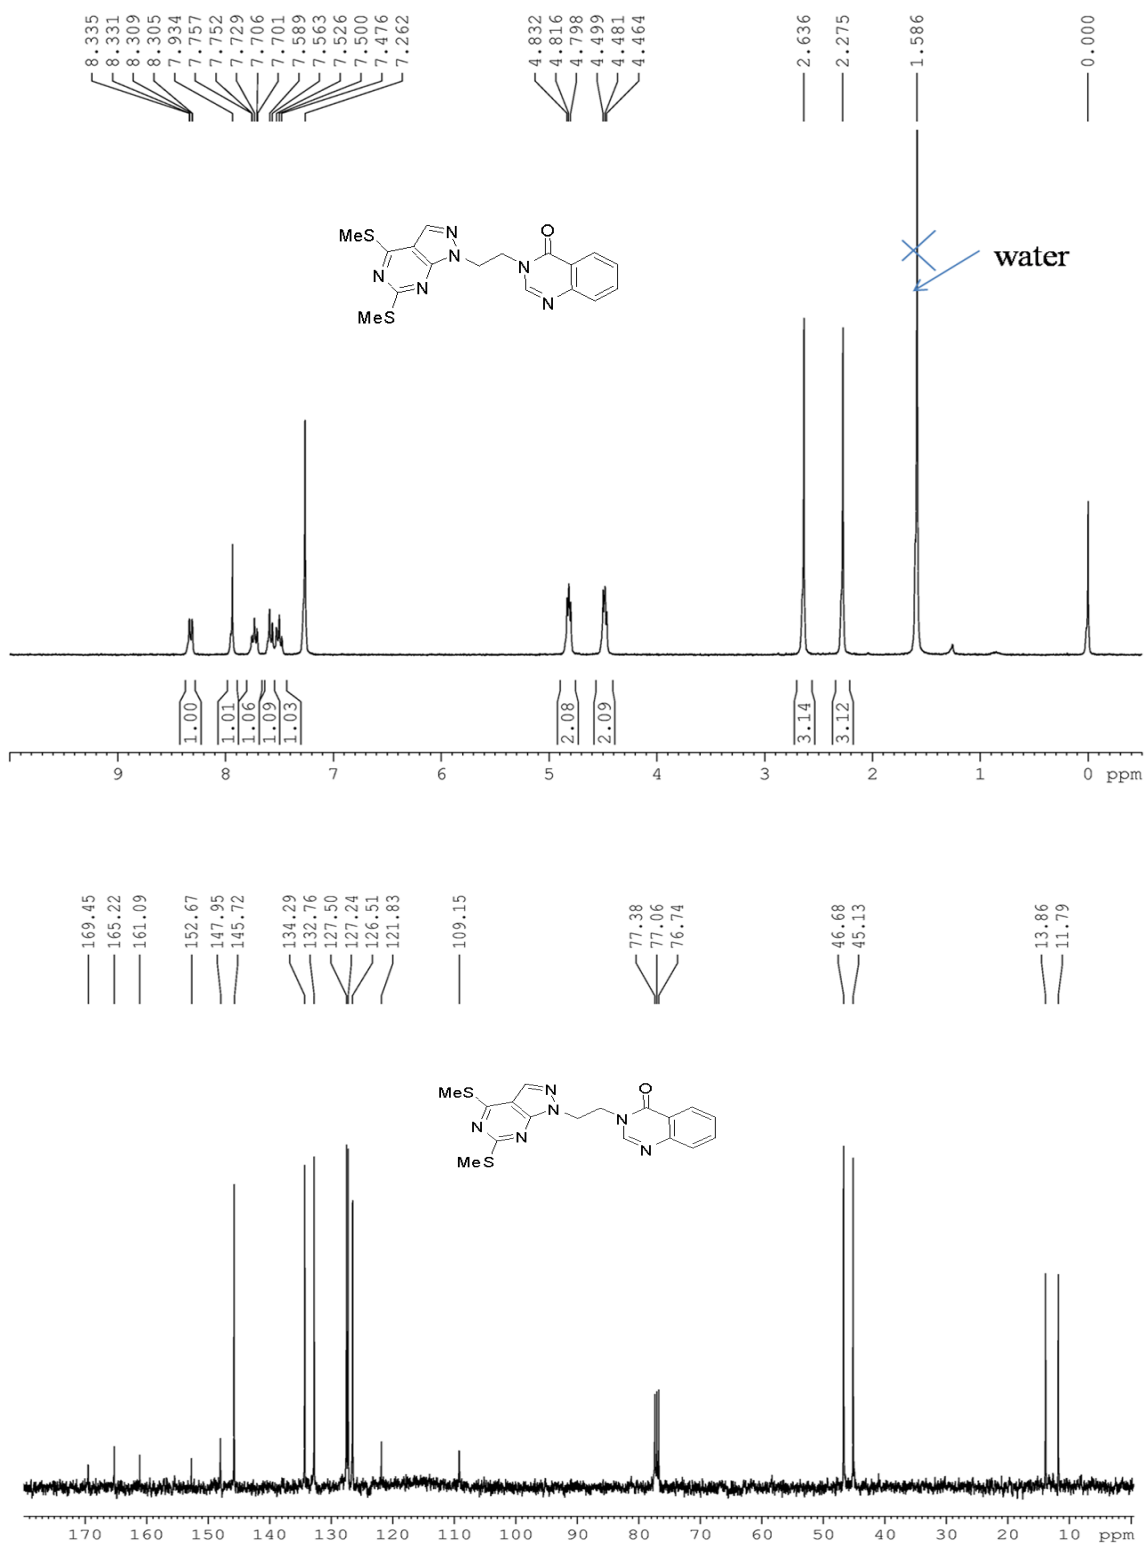 8.335
8.331
8.309
8.305
7.934
7.757
7.752
7.729
7.706
7.701
7.589
7.563
7.526
7.500
7.476
7.262
4.832
4.816
4.798
4.499
4.481
4.464
2.636
2.275
1.586
0.000
MeS
N
N
N
N
MeS
O
N
N
water
1.00
1.01
1.06
1.09
1.03
2.08
2.09
3.14
3.12
9 8 7 6 5 4 3 2 1 0 ppm
169.45
165.22
161.09
152.67
147.95
145.72
134.29
132.76
127.50
127.24
126.51
121.83
109.15
77.38
77.06
76.74
46.68
45.13
13.86
11.79
MeS
N
N
N
N
MeS
O
N
N
170 160 150 140 130 120 110 100 90 80 70 60 50 40 30 20 10 ppm